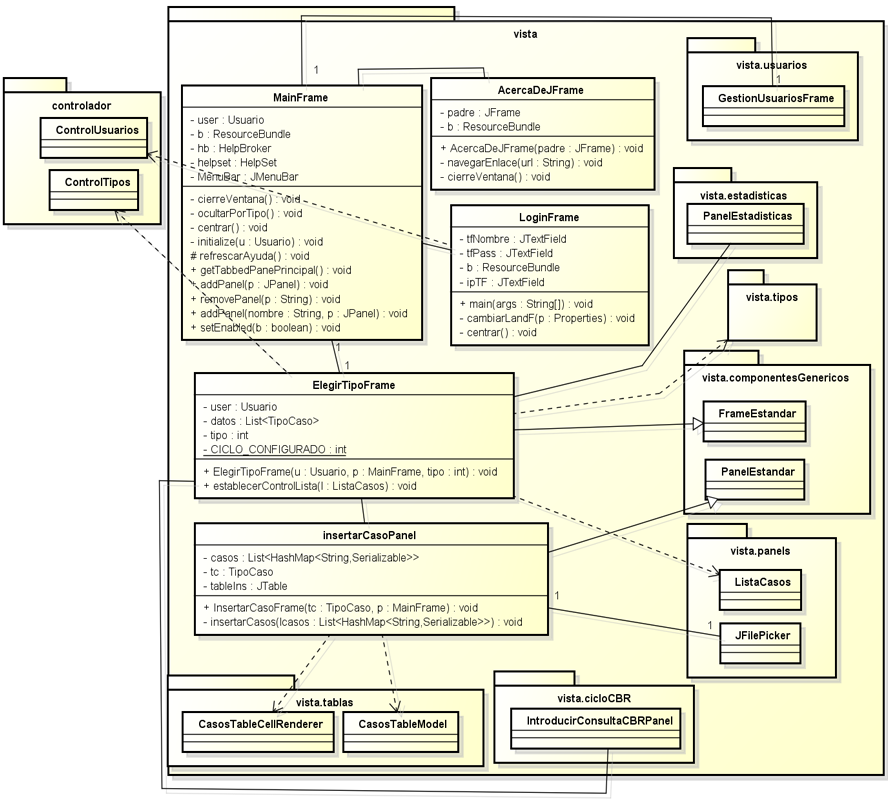 vista
MainFrame
- user : Usuario
- b : ResourceBundle
- hb : HelpBroker
- helpset : HelpSet
- MenuBar : JMenuBar
- cierreVentana() : void
- ocultarPorTipo() : void
- centrar() : void
- initialize(u : Usuario) : void
# refrescarAyuda() : void
+ getTabbedPanePrincipal() : void
+ addPanel(p : JPanel) : void
+ removePanel(p : String) : void
+ addPanel(nombre : String, p : JPanel) : void
+ setEnabled(b : boolean) : void
1
1
1
1
AcercaDeJFrame
- padre : JFrame
- b : ResourceBundle
+ AcercaDeJFrame(padre : JFrame) : void
- navegarEnlace(url : String) : void
- cierreVentana() : void
vista.usuarios
GestionUsuariosFrame
controlador
ControlUsuarios
ControlTipos
LoginFrame
- tfNombre : JTextField
- tfPass : JTextField
- b : ResourceBundle
- ipTF : JTextField
+ main(args : String[]) : void
- cambiarLandF(p : Properties) : void
- centrar() : void
vista.estadisticas
PanelEstadisticas
vista.tipos
ElegirTipoFrame
- user : Usuario
- datos : List<TipoCaso>
- tipo : int
- CICLO_CONFIGURADO : int
+ ElegirTipoFrame(u : Usuario, p : MainFrame, tipo : int) : void
+ establecerControlLista(l : ListaCasos) : void
vista.componentesGenericos
FrameEstandar
PanelEstandar
insertarCasoPanel
- casos : List<HashMap<String,Serializable>>
- tc : TipoCaso
- tableIns : JTable
+ InsertarCasoFrame(tc : TipoCaso, p : MainFrame) : void
- insertarCasos(lcasos : List<HashMap<String,Serializable>>) : void
1
1
vista.panels
ListaCasos
JFilePicker
vista.tablas
CasosTableCellRenderer
CasosTableModel
vista.cicloCBR
IntroducirConsultaCBRPanel